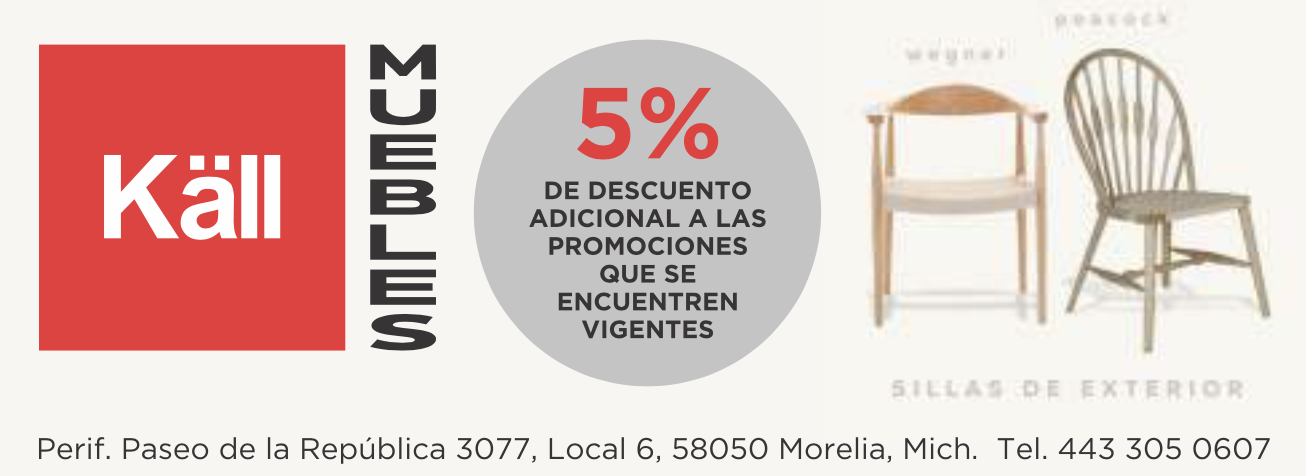 Käll
MUEBLES
5%
DE DESCUENTO
ADICIONAL A LAS
PROMOCIONES
QUE SE
ENCUENTREN
VIGENTES
peacock
wegner
SILLAS DE EXTERIOR
Perif. Paseo de la República 3077, Local 6, 58050 Morelia, Mich. Tel. 443 305 0607